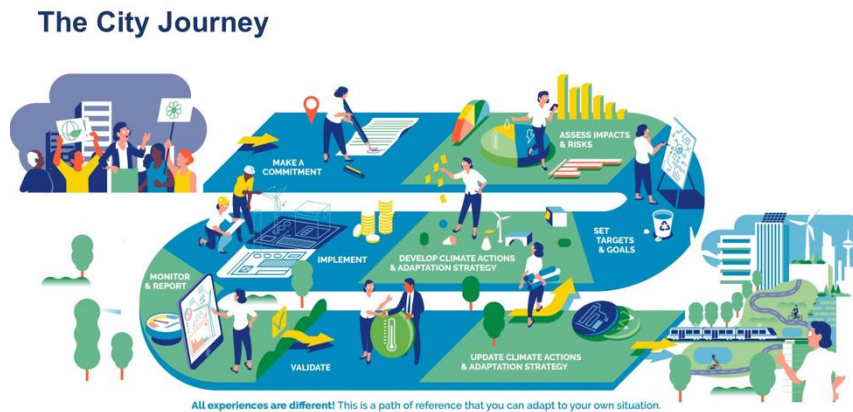 The City Journey
MAKE A
COMMITMENT
ASSESS IMPACTS
& RISKS
SET
TARGETS
& GOALS
DEVELOP CLIMATE ACTIONS
& ADAPTATION STRATEGY
IMPLEMENT
MONITOR
& REPORT
VALIDATE
UPDATE CLIMATE ACTIONS
& ADAPTATION STRATEGY
All experiences are different! This is a path of reference that you can adapt to your own situation.